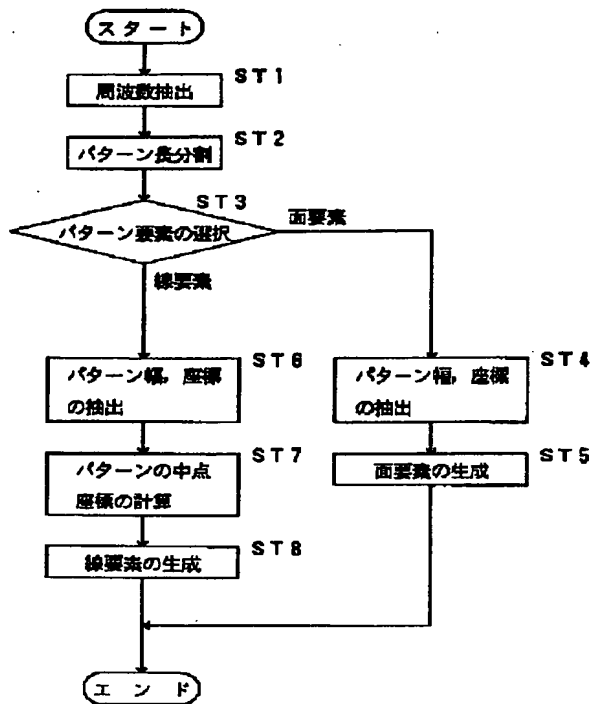 スタート
ST1
周波数抽出
ST2
パターン長分割
ST3
パターン要素の選択
面要素
線要素
ST6
パターン幅,座標
の抽出
ST4
パターン幅,座標
の抽出
ST7
パターンの中点
座標の計算
ST5
面要素の生成
ST8
線要素の生成
エンド